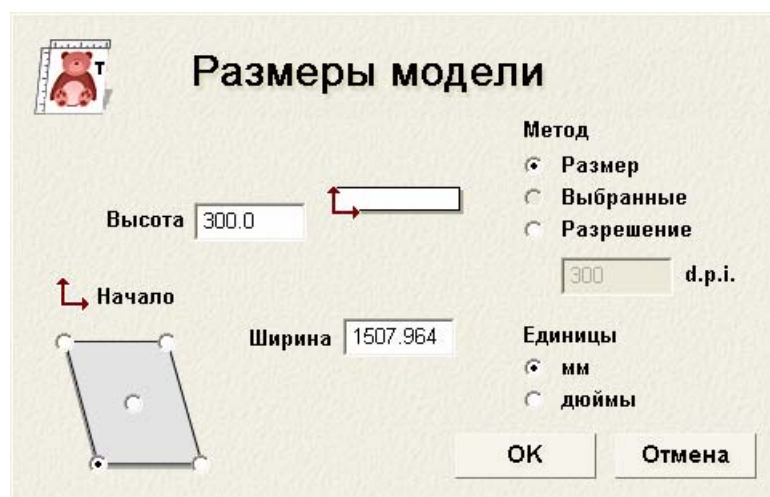 T
Размеры модели
Метод
Размер
Выбранные
Разрешение
300 d.p.i.
Высота 300.0
Начало
Ширина 1507.964
Единицы
мм
дюймы
OK Отмена